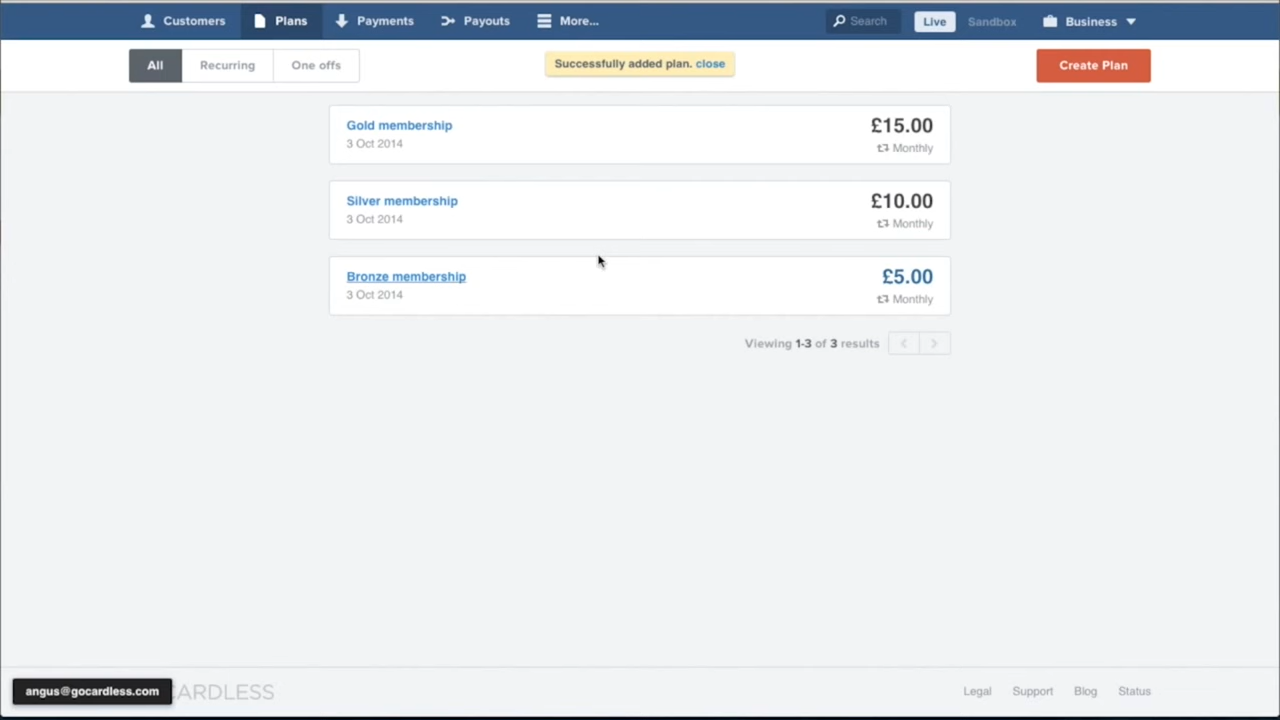 Customers Plans Payments Payouts More... Search Live Sandbox Business
All Recurring One offs Successfully added plan. close Create Plan
Gold membership £15.00
3 Oct 2014 Monthly
Silver membership £10.00
3 Oct 2014 Monthly
Bronze membership £5.00
3 Oct 2014 Monthly
Viewing 1-3 of 3 results
angus@gocardless.com CARDLESS Legal Support Blog Status